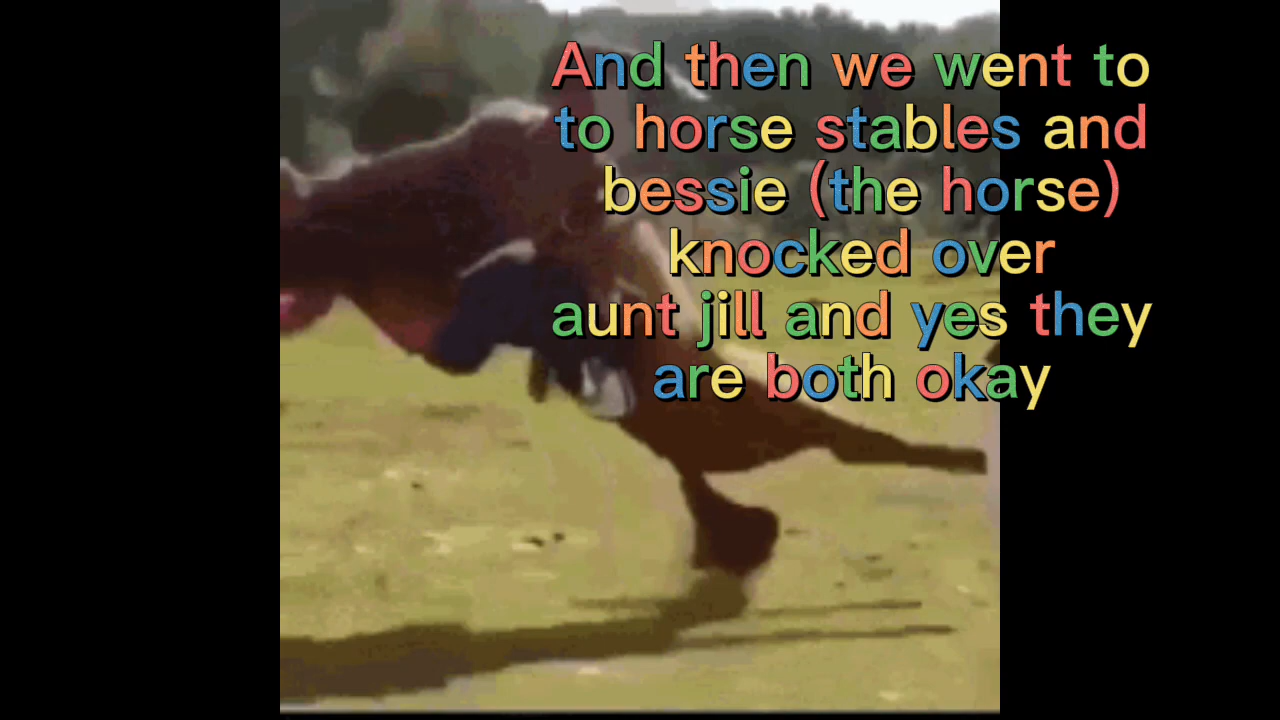 And then we went to
to horse stables and
bessie (the horse)
knocked over
aunt jill and yes they
are both okay